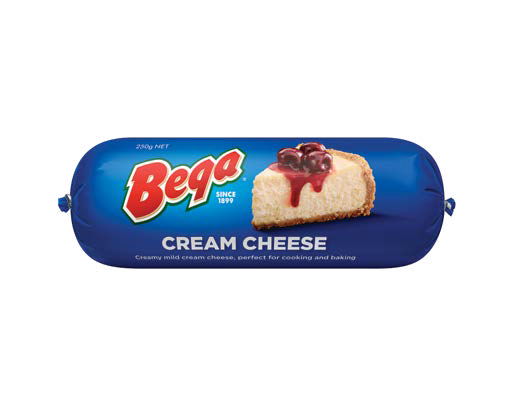 250g NET
Bega
SINCE
1899
CREAM CHEESE
Creamy mild cream cheese, perfect for cooking and baking